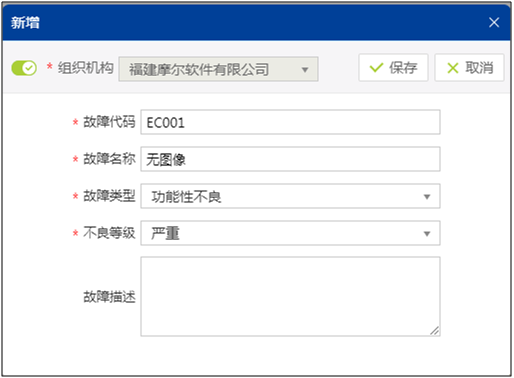 新增
* 组织机构 福建摩尔软件有限公司 保存 取消
* 故障代码 EC001
* 故障名称 无图像
* 故障类型 功能性不良
* 不良等级 严重
故障描述